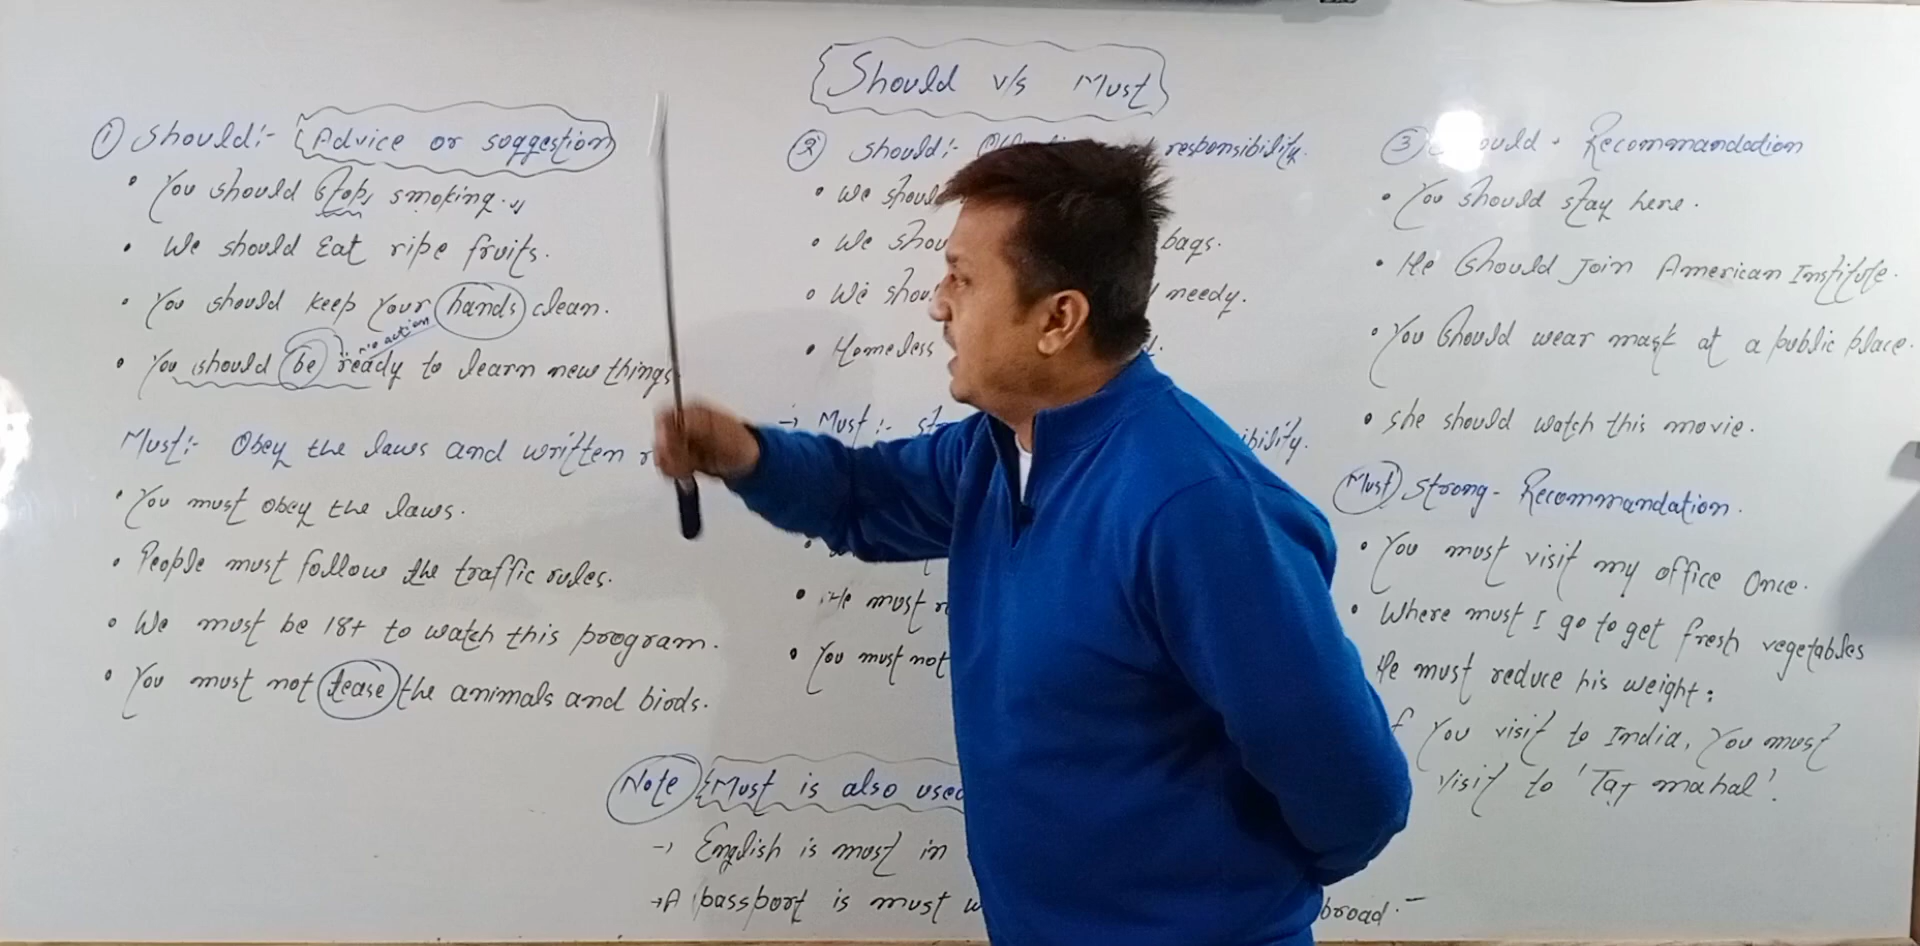 Should v/s Must
① Should:- Advice or suggestion
• You should stop smoking.
• We should Eat ripe fruits.
• You should keep your hands clean.
no action
• You should be ready to learn new things
Must:- Obey the laws and written
• You must obey the laws.
• People must follow the traffic rules.
• We must be 18+ to watch this program.
• You must not tease the animals and birds.
② should:- responsibility.
• We should
• We bags.
• We needy.
• Homeless
→ Must:-
• He must
• You must not
③ Should - Recommandation
• You should stay here.
• He should Join American Institute.
• You should wear mask at a public place.
• she should watch this movie.
Must Strong - Recommandation.
• You must visit my office Once.
• Where must I go to get fresh vegetables
He must reduce his weight.
You visit to India, You must
visit to 'Taj mahal'.
Note Must is also used
→ English is must in
→ A passport is must broad.